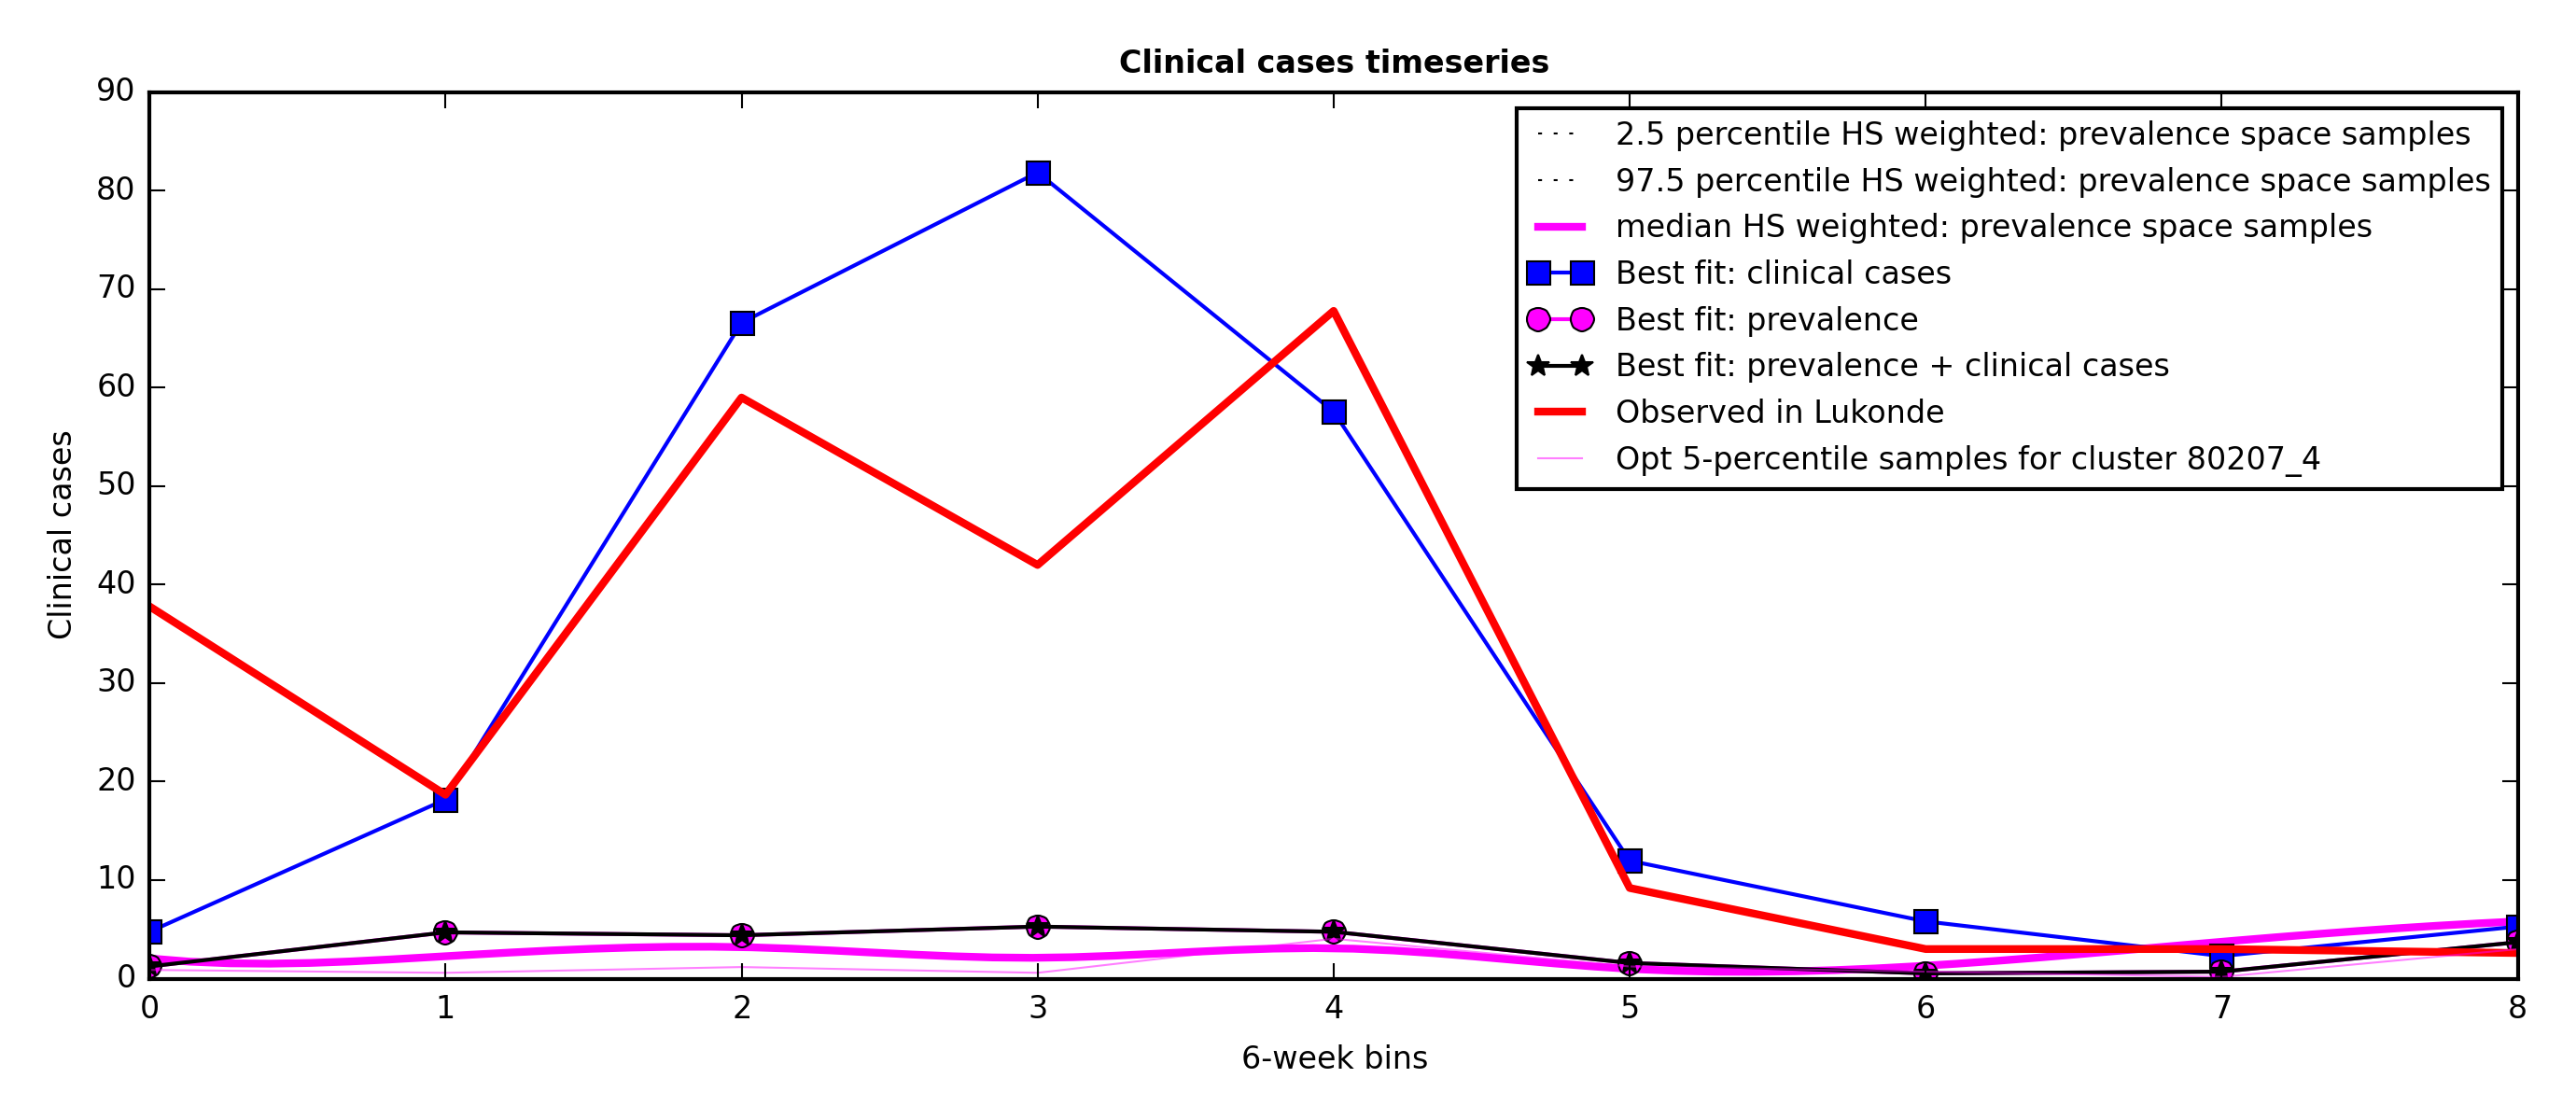 Clinical cases timeseries
90
80
70
60
50
40
30
20
10
0
Clinical cases
2.5 percentile HS weighted: prevalence space samples
97.5 percentile HS weighted: prevalence space samples
median HS weighted: prevalence space samples
Best fit: clinical cases
Best fit: prevalence
Best fit: prevalence + clinical cases
Observed in Lukonde
Opt 5-percentile samples for cluster 80207_4
0 1 2 3 4 5 6 7 8
6-week bins